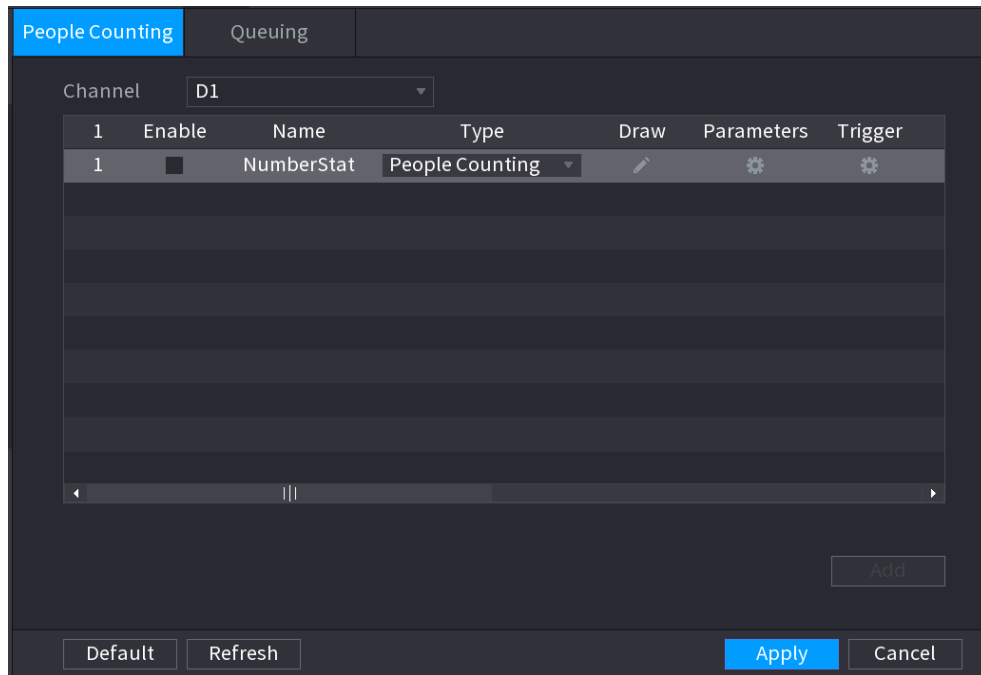 People Counting Queuing
Channel D1
1 Enable Name Type Draw Parameters Trigger
1 NumberStat People Counting
Add
Default Refresh Apply Cancel